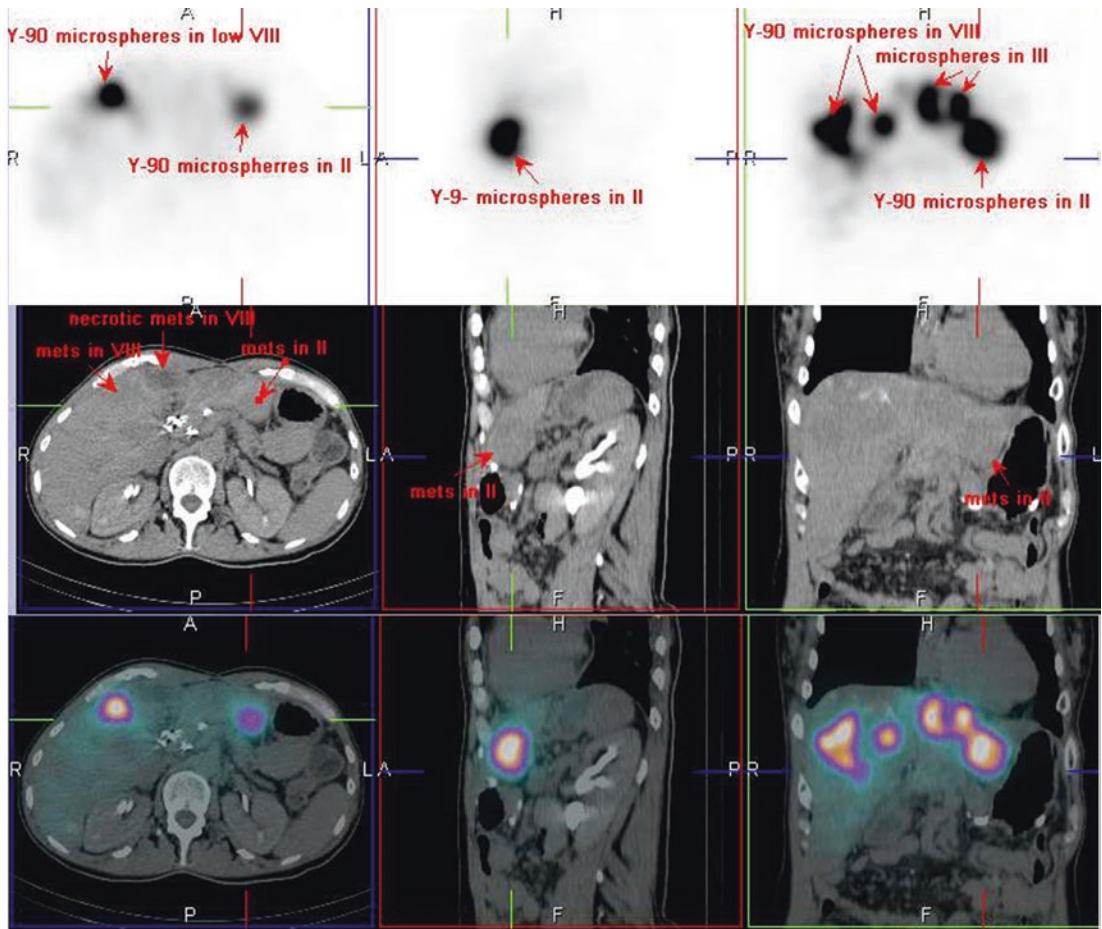 A
Y-90 microspheres in low VIII
R
L
Y-90 microspherres in II
H
A
P
Y-9- microspheres in II
F
H
Y-90 microspheres in VIII
microspheres in III
R
L
Y-90 microspheres in II
F
A
necrotic mets in VIII
mets in VIII
mets in II
R
L
P
H
A
P
mets in II
F
H
R
L
mets in II
F
A
R
L
P
H
A
P
F
H
R
F